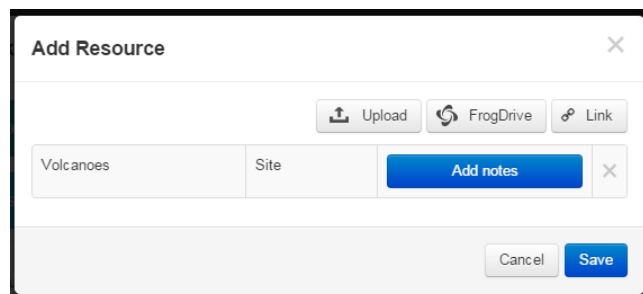 Add Resource
Upload FrogDrive Link
Volcanoes Site Add notes
Cancel Save